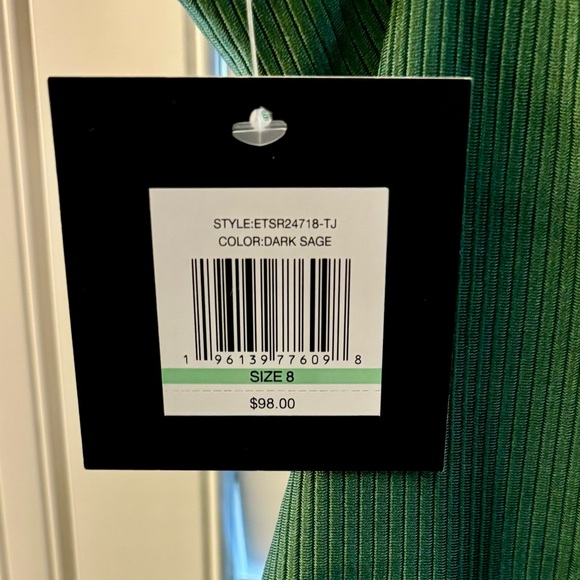 STYLE:ETSR24718-TJ
COLOR:DARK SAGE
1 96139 77609 8
SIZE 8
$98.00